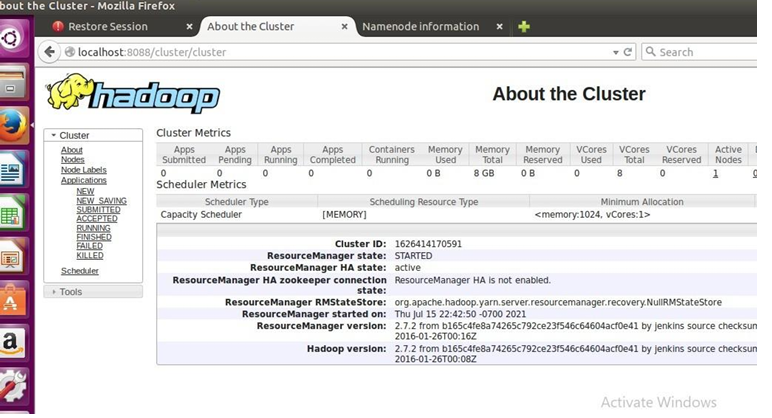 bout the Cluster - Mozilla Firefox
Restore Session About the Cluster Namenode information
localhost:8088/cluster/cluster Search
hadoop
About the Cluster
Cluster
About
Nodes
Node Labels
Applications
NEW
NEW_SAVING
SUBMITTED
ACCEPTED
RUNNING
FINISHED
FAILED
KILLED
Scheduler
Tools
Cluster Metrics
Apps Submitted Apps Pending Apps Running Apps Completed Containers Running Memory Used Memory Total Memory Reserved VCores Used VCores Total VCores Reserved Active Nodes
0 0 0 0 0 0 B 8 GB 0 B 0 8 0 1 0
Scheduler Metrics
Scheduler Type Scheduling Resource Type Minimum Allocation
Capacity Scheduler [MEMORY] <memory:1024, vCores:1>
Cluster ID: 1626414170591
ResourceManager state: STARTED
ResourceManager HA state: active
ResourceManager HA zookeeper connection state: ResourceManager HA is not enabled.
ResourceManager RMStateStore: org.apache.hadoop.yarn.server.resourcemanager.recovery.NullRMStateStore
ResourceManager started on: Thu Jul 15 22:42:50 -0700 2021
ResourceManager version: 2.7.2 from b165c4fe8a74265c792ce23f546c64604acf0e41 by jenkins source checksun
2016-01-26T00:16Z
Hadoop version: 2.7.2 from b165c4fe8a74265c792ce23f546c64604acf0e41 by jenkins source checksun
2016-01-26T00:08Z
Activate Windows